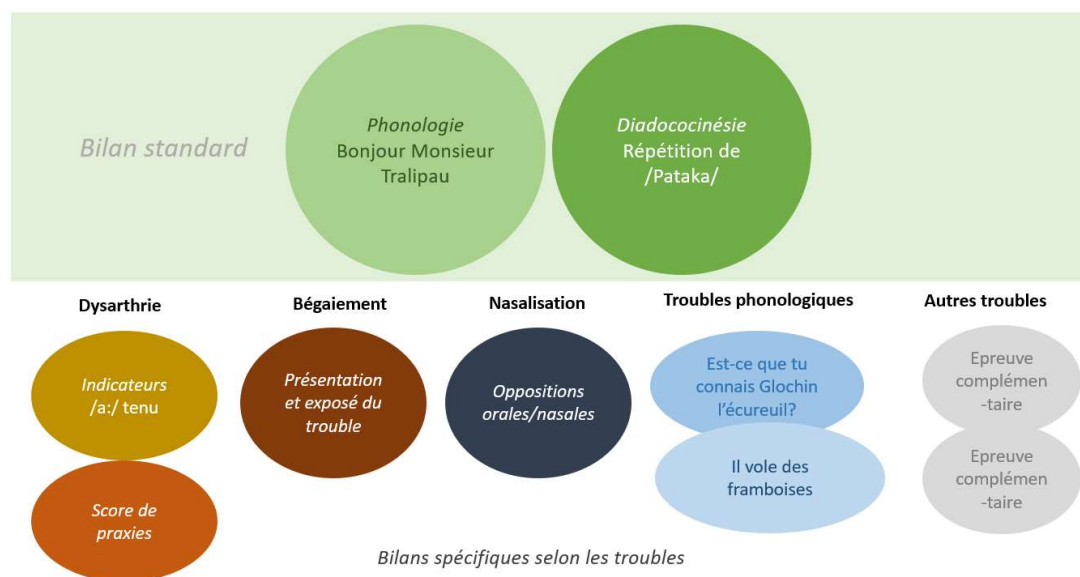 Bilan standard
Phonologie
Bonjour Monsieur
Tralipau
Diadococinésie
Répétition de
/Pataka/
Dysarthrie
Bégaiement
Nasalisation
Troubles phonologiques
Autres troubles
Indicateurs
/a:/ tenu
Score de
praxies
Présentation
et exposé du
trouble
Oppositions
orales/nasales
Est-ce que tu
connais Glochin
l’écureuil?
Il vole des
framboises
Epreuve
complémen
-taire
Epreuve
complémen
-taire
Bilans spécifiques selon les troubles